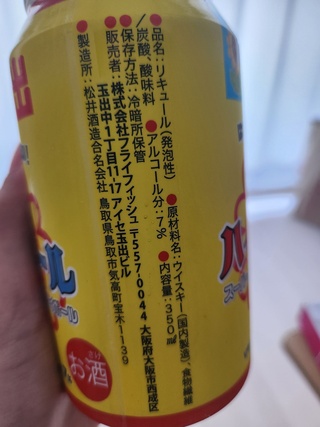 ●品名：リキュール（発泡性）●原材料名：ウイスキー（国内製造）、食物繊維
／炭酸、酸味料●アルコール分：7％●内容量：350㎖
●保存方法：冷暗所保管
●販売者：株式会社フライフィッシュ 〒5570044 大阪府大阪市西成区
玉出中1丁目11-17 アイセ玉出ビル
●製造所：松井酒造合名会社 鳥取県鳥取市気高町宝木1139
お酒
ハ
ール